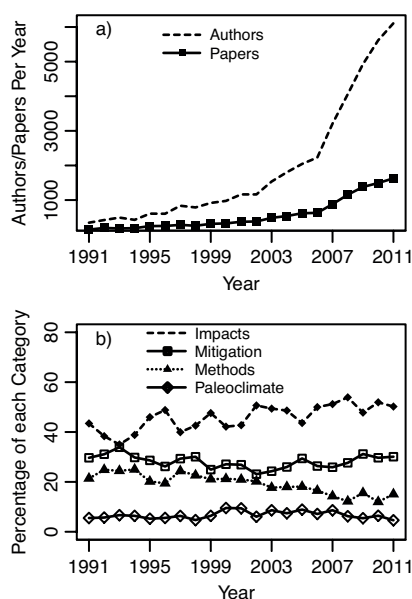 a)
Authors
Papers
Authors/Papers Per Year
5000
3000
1000
1991
1995
1999
2003
2007
2011
Year
b)
Impacts
Mitigation
Methods
Paleoclimate
Percentage of each Category
80
60
40
20
0
1991
1995
1999
2003
2007
2011
Year